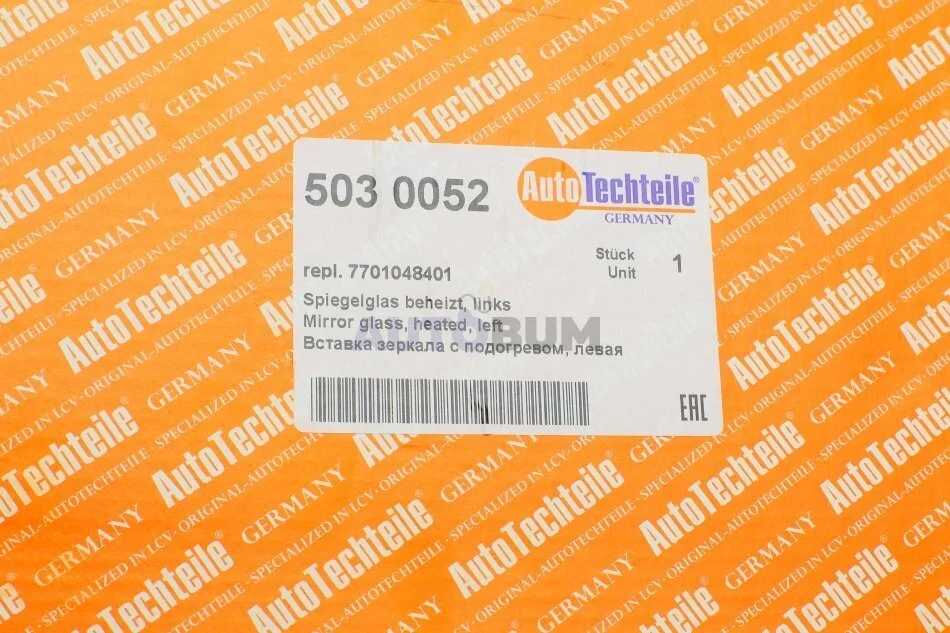 503 0052
AutoTechteile®
GERMANY
Stück
Unit
1
repl. 7701048401
Spiegelglas beheizt, links
Mirror glass, heated, left
Вставка зеркала с подогревом, левая
AUTOBUM
EAC
AutoTechteile® GERMANY
SPECIALIZED IN LCV · ORIGINAL · AUTOTECHTEILE ·